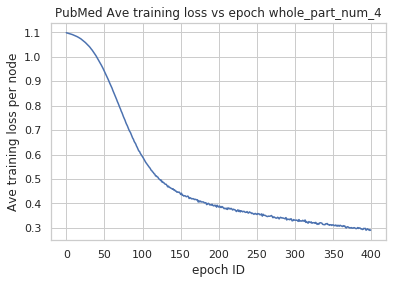 PubMed Ave training loss vs epoch whole_part_num_4
1.1
1.0
0.9
0.8
0.7
0.6
0.5
0.4
0.3
Ave training loss per node
0 50 100 150 200 250 300 350 400
epoch ID